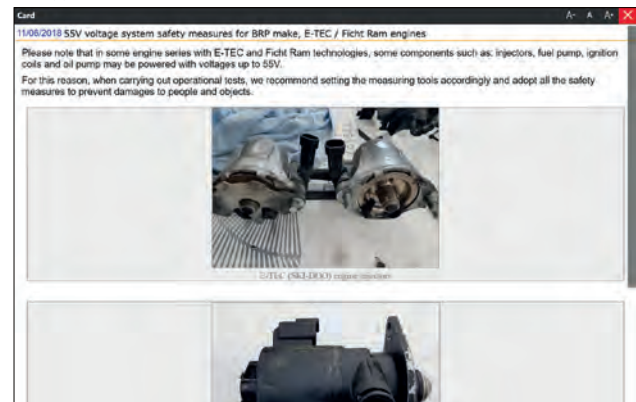 Card
A- A A+ X
11/06/2018 55V voltage system safety measures for BRP make, E-TEC / Ficht Ram engines
Please note that in some engine series with E-TEC and Ficht Ram technologies, some components such as: injectors, fuel pump, ignition
coils and oil pump may be powered with voltages up to 55V.
For this reason, when carrying out operational tests, we recommond setting the measuring tools accordingly and adopt all the safety
measures to prevent damages to people and objects.
E-TEC (SKI-DOO) engine injectors